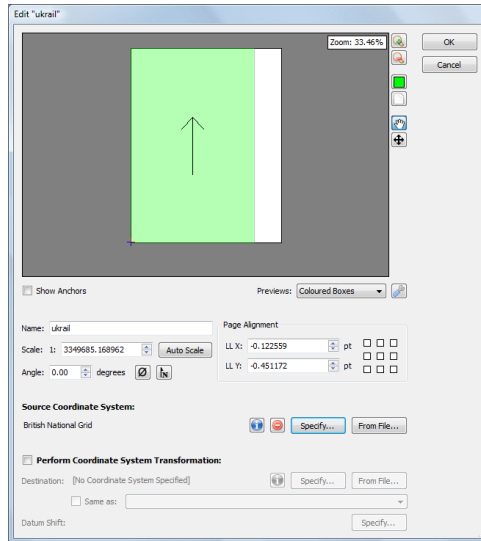 Edit "ukrail"
Zoom: 33.46%
OK
Cancel
Show Anchors
Previews: Coloured Boxes
Name: ukrail
Scale: 1: 3349685.168962 Auto Scale
Angle: 0.00 degrees
Page Alignment
LL X: -0.122559 pt
LL Y: -0.451172 pt
Source Coordinate System:
British National Grid
Specify... From File...
Perform Coordinate System Transformation:
Destination: [No Coordinate System Specified] Specify... From File...
Same as:
Datum Shift: Specify...